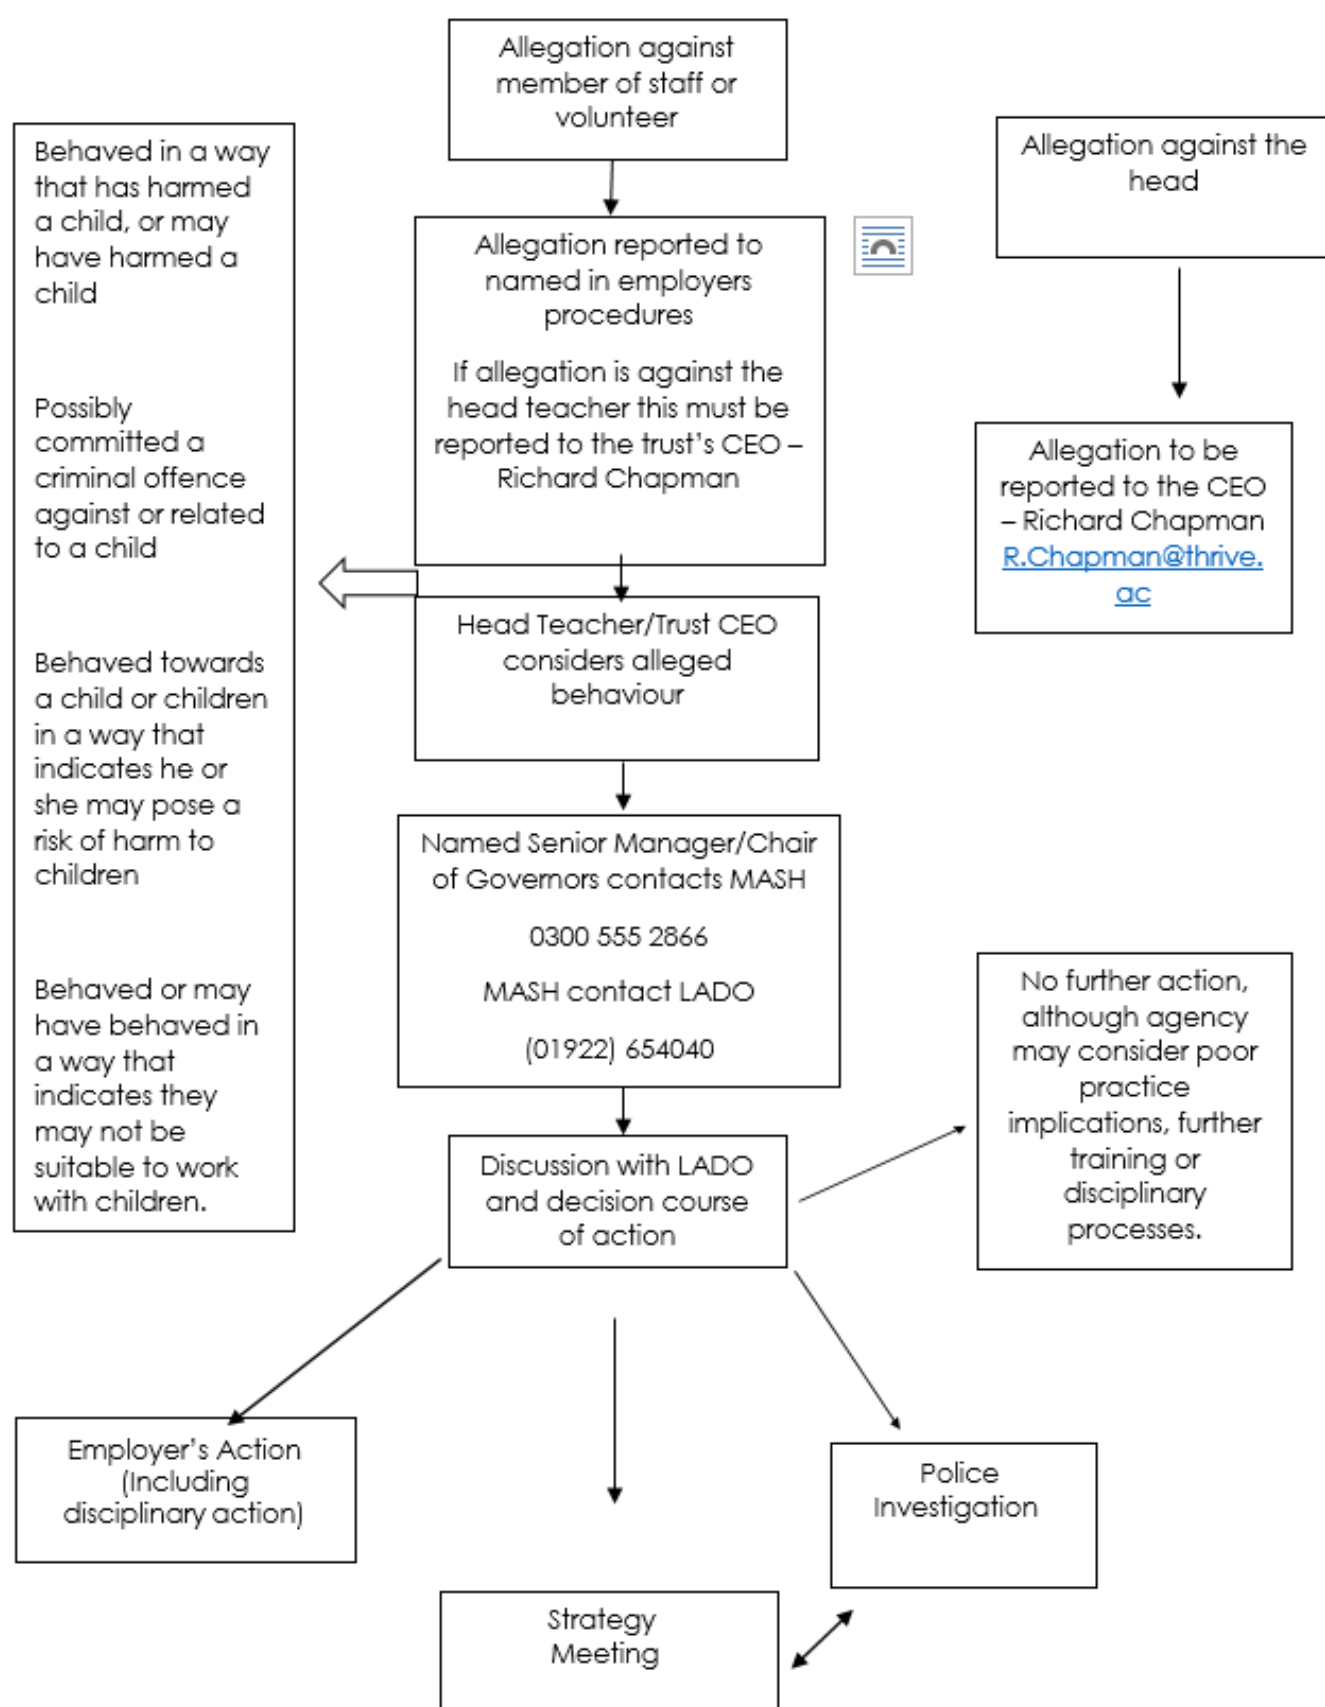 Allegation against
member of staff or
volunteer
Allegation against the
head
Behaved in a way
that has harmed
a child, or may
have harmed a
child
Possibly
committed a
criminal offence
against or related
to a child
Behaved towards
a child or children
in a way that
indicates he or
she may pose a
risk of harm to
children
Behaved or may
have behaved in
a way that
indicates they
may not be
suitable to work
with children.
Allegation reported to
named in employers
procedures
If allegation is against the
head teacher this must be
reported to the trust's CEO –
Richard Chapman
Allegation to be
reported to the CEO
– Richard Chapman
R.Chapman@thrive.
ac
Head Teacher/Trust CEO
considers alleged
behaviour
Named Senior Manager/Chair
of Governors contacts MASH
0300 555 2866
MASH contact LADO
(01922) 654040
No further action,
although agency
may consider poor
practice
implications, further
training or
disciplinary
processes.
Discussion with LADO
and decision course
of action
Employer's Action
(Including
disciplinary action)
Police
Investigation
Strategy
Meeting